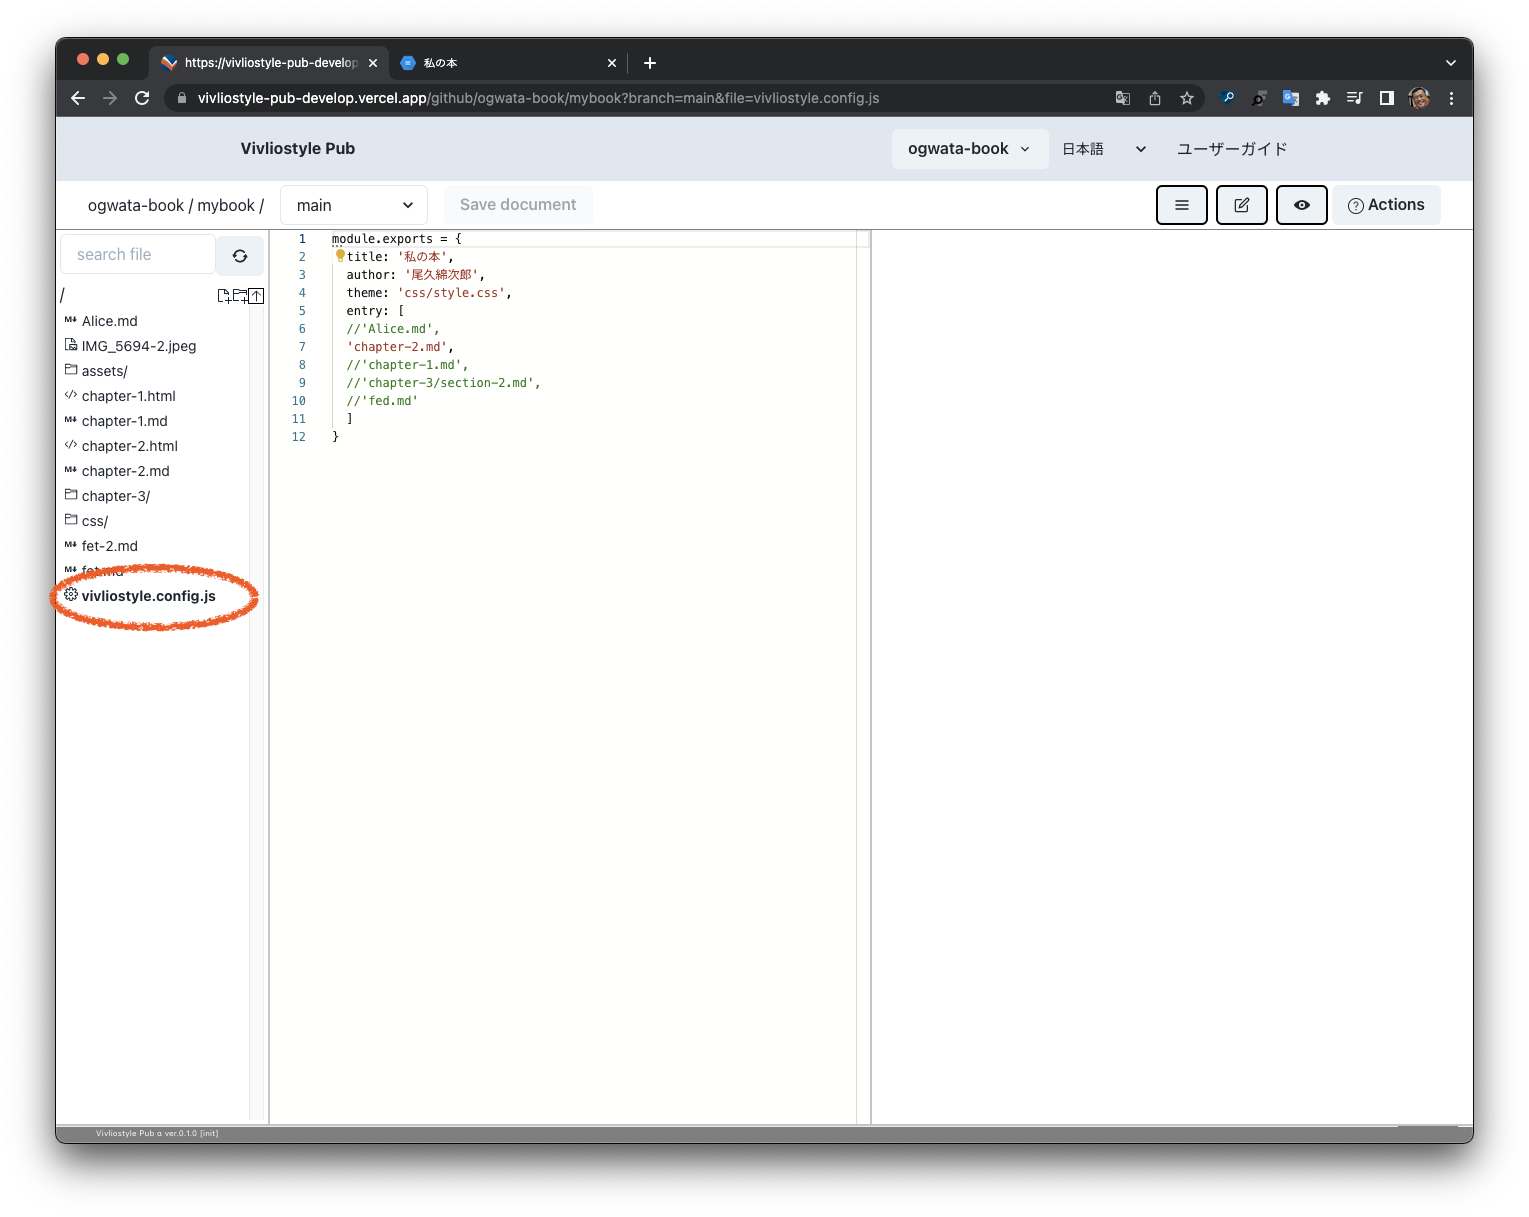 https://vivliostyle-pub-develop
私の本
vivliostyle-pub-develop.vercel.app/github/ogwata-book/mybook?branch=main&file=vivliostyle.config.js
Vivliostyle Pub
ogwata-book
日本語
ユーザーガイド
ogwata-book / mybook /
main
Save document
Actions
search file
/
Alice.md
IMG_5694-2.jpeg
assets/
chapter-1.html
chapter-1.md
chapter-2.html
chapter-2.md
chapter-3/
css/
fet-2.md
fet.md
vivliostyle.config.js
1 module.exports = {
2 title: '私の本',
3 author: '尾久綿次郎',
4 theme: 'css/style.css',
5 entry: [
6 //'Alice.md',
7 'chapter-2.md',
8 //'chapter-1.md',
9 //'chapter-3/section-2.md',
10 //'fed.md'
11 ]
12 }
Vivliostyle Pub α ver.0.1.0 [init]